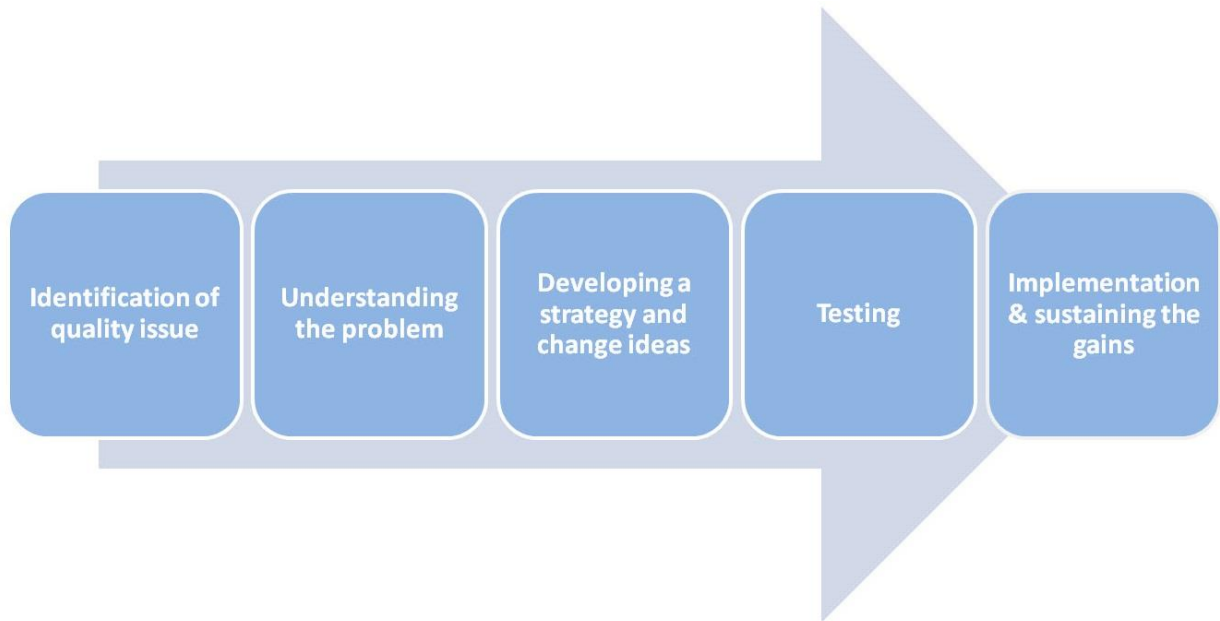 Identification of
quality issue
Understanding
the problem
Developing a
strategy and
change ideas
Testing
Implementation
& sustaining the
gains